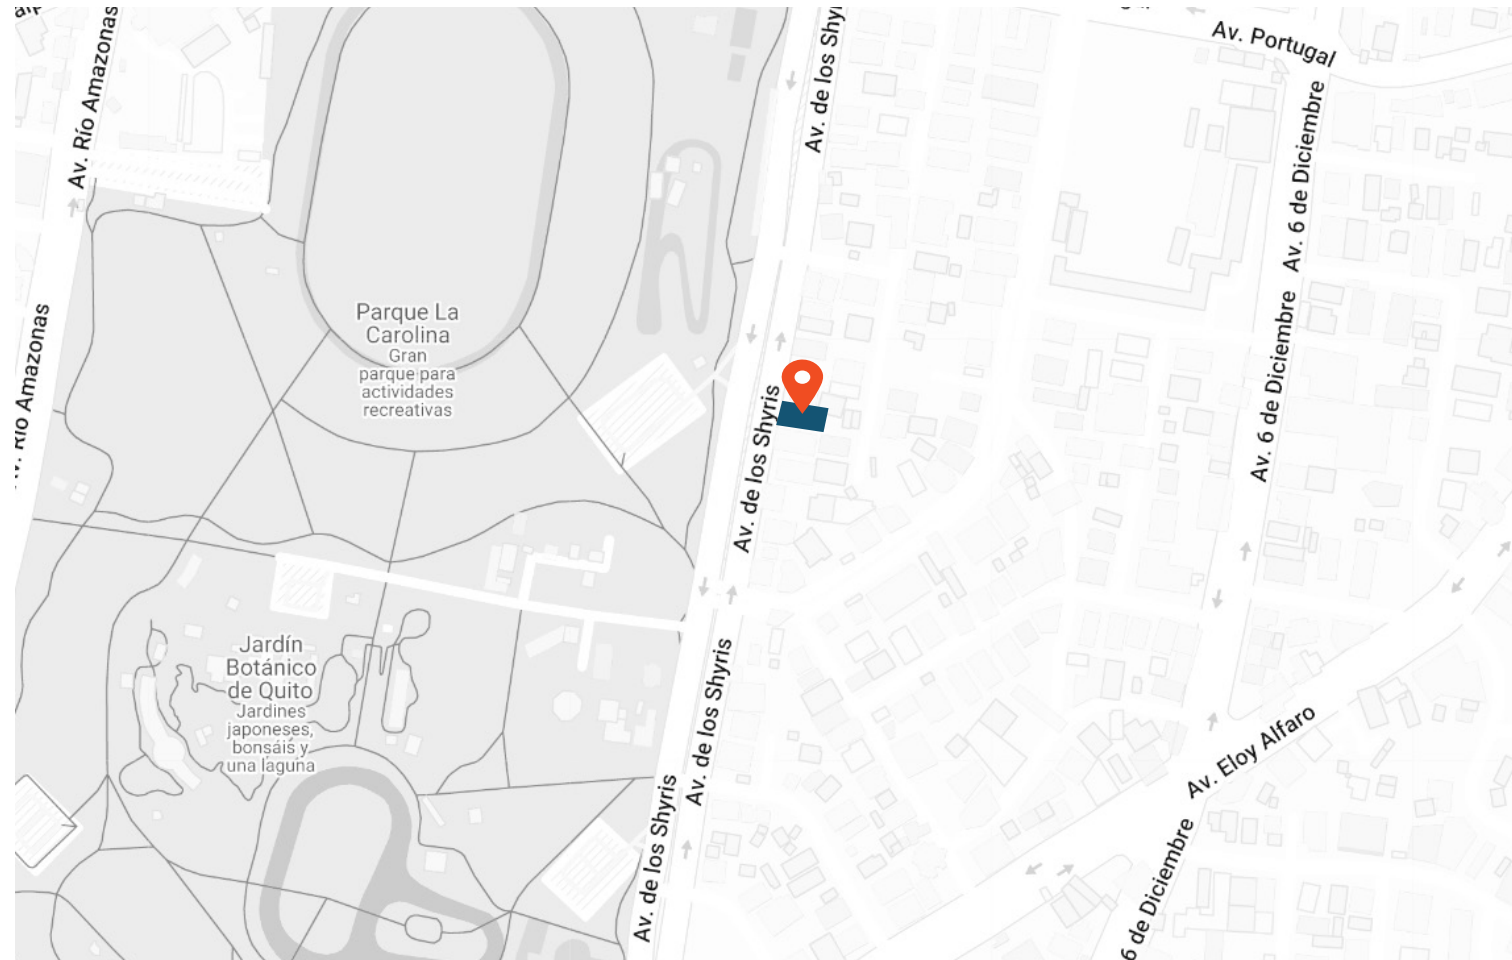 Av. Río Amazonas
Av. de los Shy
Av. Portugal
Av. 6 de Diciembre
Parque La
Carolina
Gran
parque para
actividades
recreativas
Av. 6 de Diciembre
Río Amazonas
Av. de los Shyris
Jardín
Botánico
de Quito
Jardines
japoneses,
bonsáis y
una laguna
Av. de los Shyris
Av. Eloy Alfaro
Av. de los Shyris
6 de Diciembre